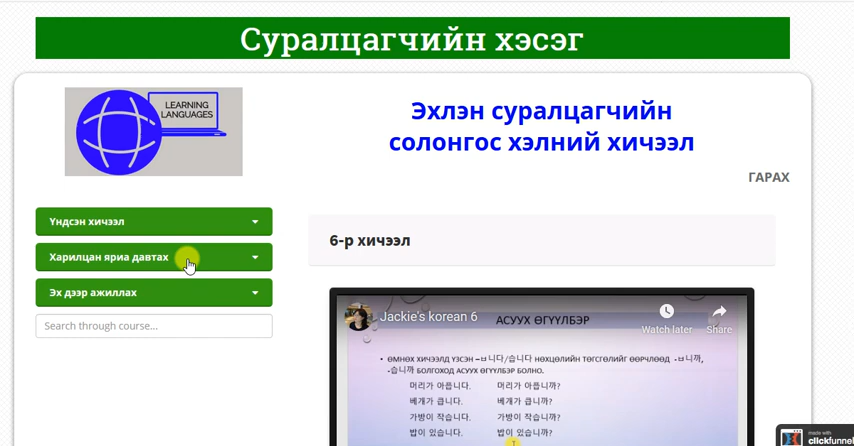 Суралцагчийн хэсэг
LEARNING
LANGUAGES
Эхлэн суралцагчийн
солонгос хэлний хичээл
ГАРАХ
Үндсэн хичээл
Харилцан яриа давтах
Эх дээр ажиллах
Search through course...
6-р хичээл
Jackie's korean 6
АСУУХ ӨГҮҮЛБЭР
Watch later
Share
• ӨМНӨХ ХИЧЭЭЛД ҮЗСЭН –ㅂ니다/습니다 НӨХЦӨЛИЙН ТӨГСГӨЛИЙГ ӨӨРЧЛӨӨД -ㅂ니까,
-습니까 БОЛГОХОД АСУУХ ӨГҮҮЛБЭР БОЛНО.
머리가 아픕니다. 머리가 아픕니까?
베개가 큽니다. 베개가 큽니까?
가방이 작습니다. 가방이 작습니까?
밥이 있습니다. 밥이 있습니까?
made with
clickfunnel